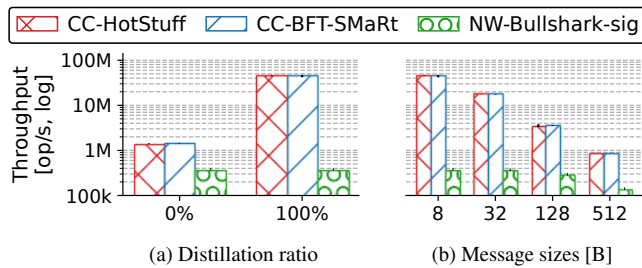 CC-HotStuff CC-BFT-SMaRt NW-Bullshark-sig
Throughput
[op/s, log]
100M
10M
1M
100k
0% 100%
8 32 128 512
(a) Distillation ratio
(b) Message sizes [B]